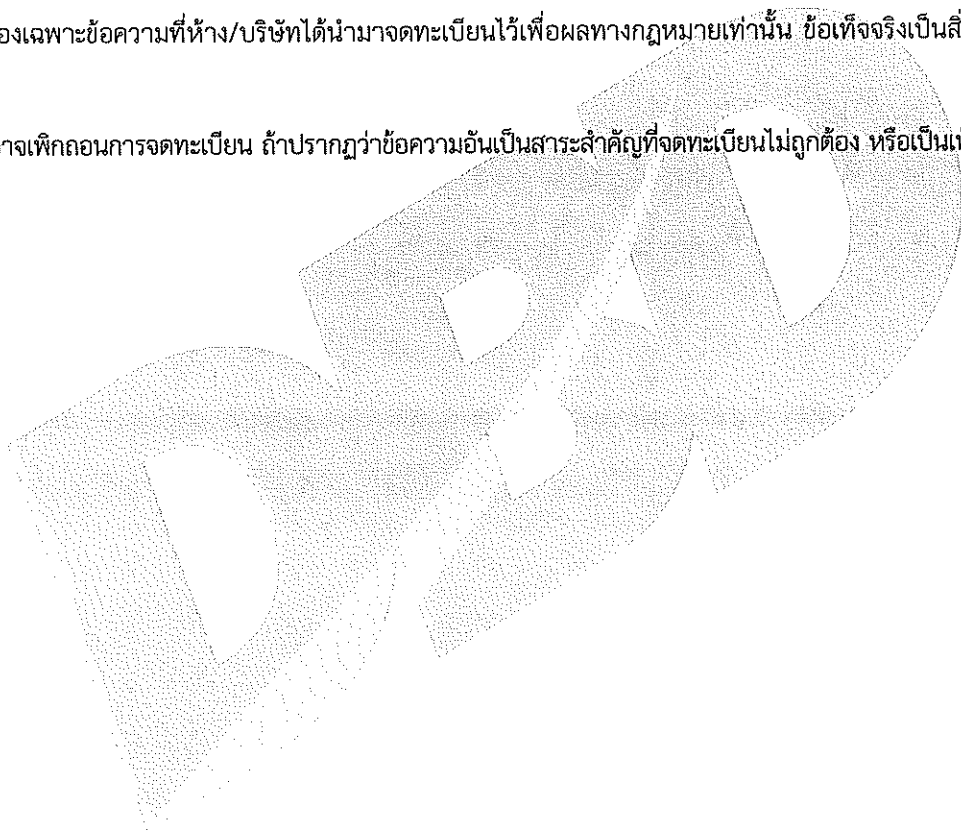 องเฉพาะข้อความที่ห้าง/บริษัทได้นำมาจดทะเบียนไว้เพื่อผลทางกฎหมายเท่านั้น ข้อเท็จจริงเป็นสิ
าจเพิกถอนการจดทะเบียน ถ้าปรากฏว่าข้อความอันเป็นสาระสำคัญที่จดทะเบียนไม่ถูกต้อง หรือเป็นเ
DBD